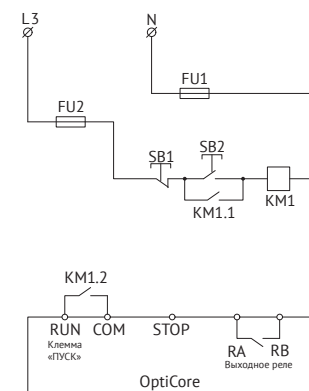 L3 N
FU1
FU2
SB1 SB2
KM1
KM1.1
KM1.2
RUN COM STOP RA RB
Клемма
«ПУСК»
Выходное реле
OptiCore